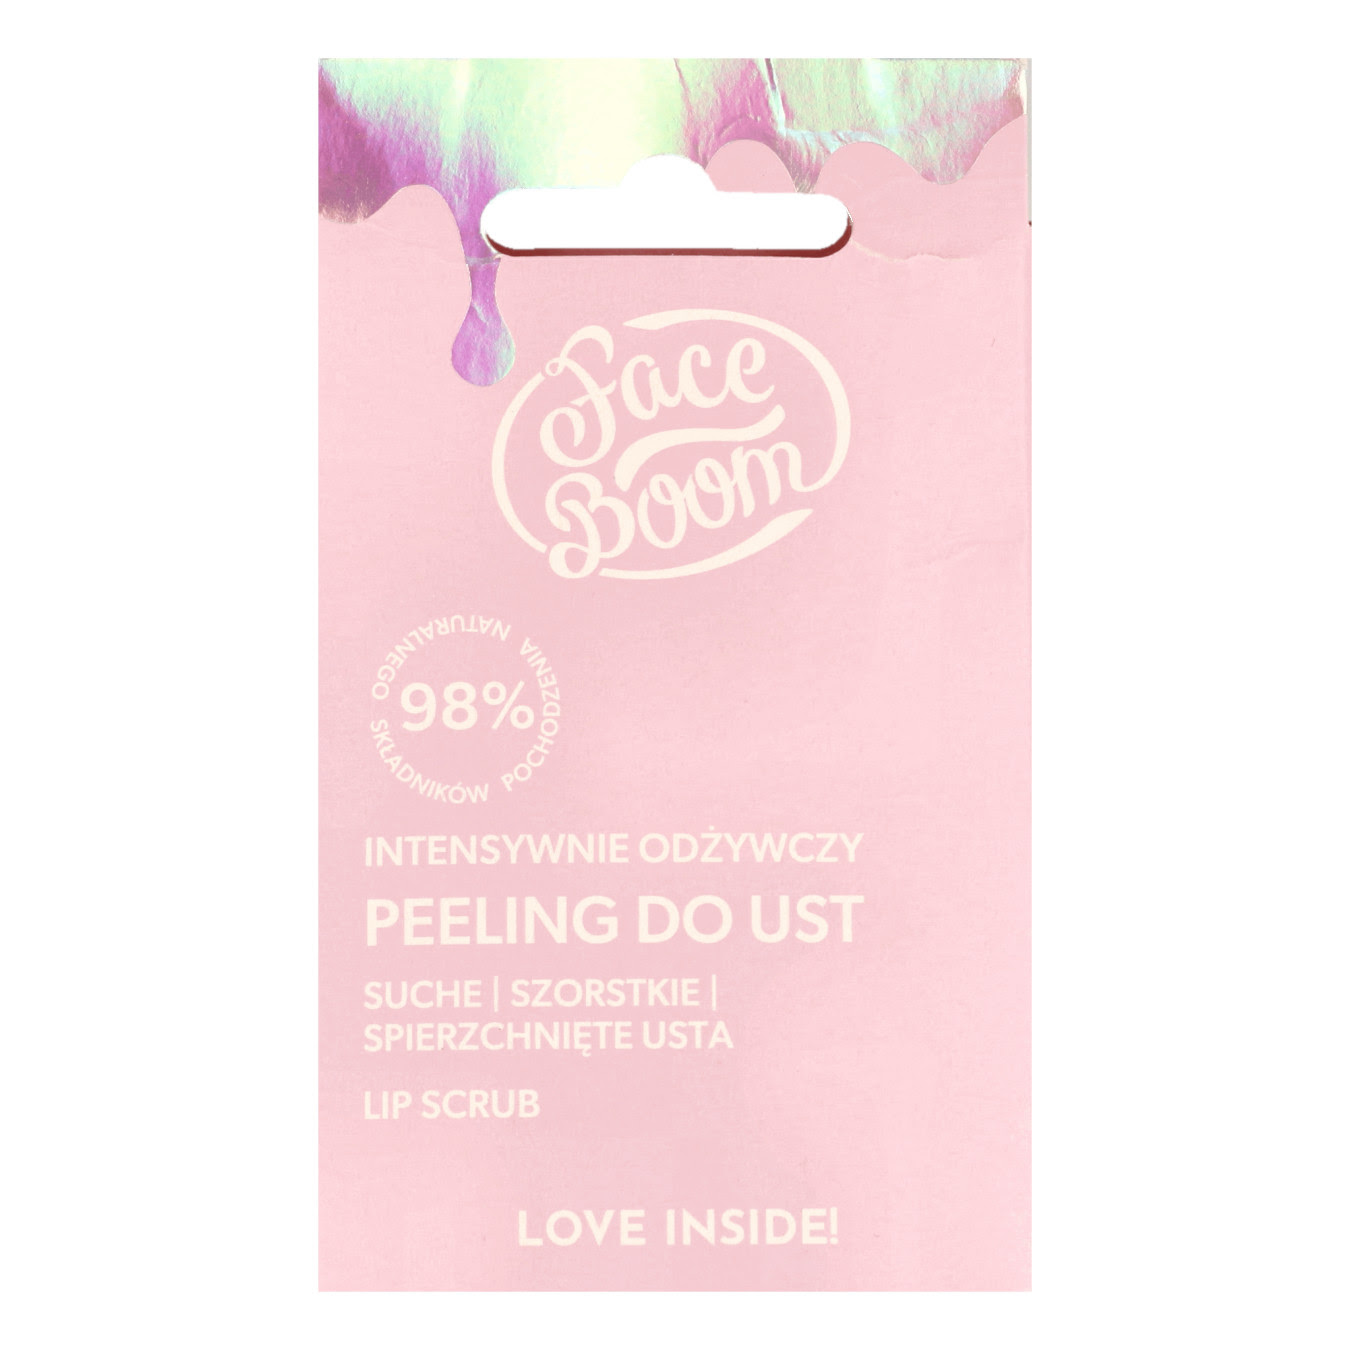 Face
Boom
98%
SKŁADNIKÓW POCHODZENIA NATURALNEGO
INTENSYWNIE ODŻYWCZY
PEELING DO UST
SUCHE | SZORSTKIE |
SPIERZCHNIĘTE USTA
LIP SCRUB
LOVE INSIDE!